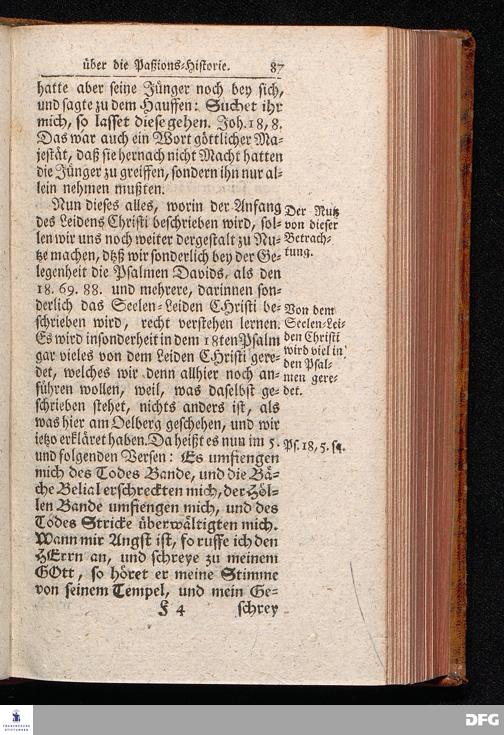 über die Paßions-Historie. 87
hatte aber seine Jünger noch bey sich,
und sagte zu dem Hauffen: Suchet ihr
mich, so lasset diese gehen. Joh. 18, 8.
Das war auch ein Wort göttlicher Ma-
jestät, daß sie hernach nicht Macht hatten
die Jünger zu greiffen, sondern ihn nur al-
lein nehmen mußten.
Nun dieses alles, worin der Anfang
des Leidens Christi beschrieben wird, sol-
len wir uns noch weiter dergestalt zu Nu-
tze machen, dtß wir sonderlich bey der Ge-
legenheit die Psalmen Davids, als den
18. 69. 88. und mehrere, darinnen son-
derlich das Seelen-Leiden CHristi be-
schrieben wird, recht verstehen lernen.
Es wird insonderheit in dem 18ten Psalm
gar vieles von dem Leiden CHristi gere-
det, welches wir denn allhier noch an-
führen wollen, weil, was daselbst ge-
schrieben stehet, nichts anders ist, als
was hier am Oelberg geschehen, und wir
ietzo erkläret haben. Da heißt es nun im 5.
und folgenden Versen: Es umfiengen
mich des Todes Bande, und die Bä-
che Belial erschreckten mich, der Höl-
len Bande umfiengen mich, und des
Todes Stricke überwältigten mich.
Wann mir Angst ist, so ruffe ich den
HErrn an, und schreye zu meinem
GOtt, so höret er meine Stimme
von seinem Tempel, und mein Ge-
F 4 schrey
Der Nutz
von dieser
Betrach-
tung.
Von dem
Seelen-Lei-
den Christi
wird viel in
den Psal-
men gere-
det.
Ps. 18, 5. sq.
FRANCKESCHE
STIFTUNGEN
DFG